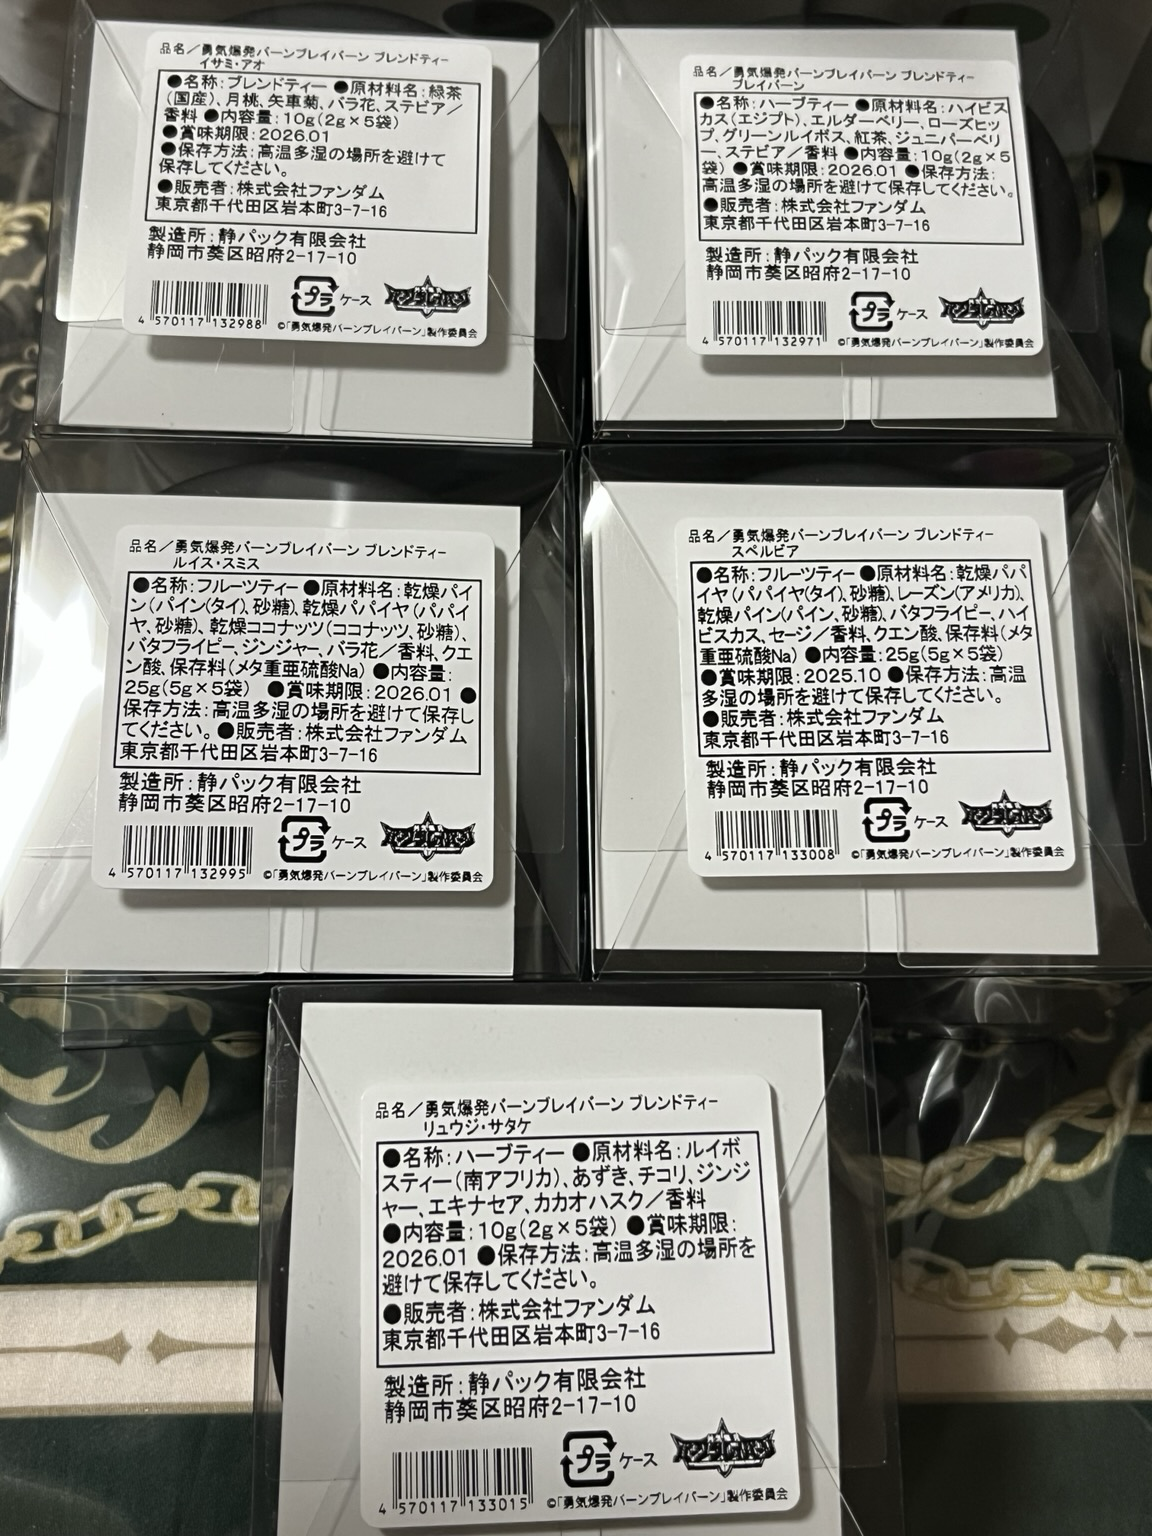 品名／勇気爆発バーンブレイバーン ブレンドティー
イサミ・アオ
●名称:ブレンドティー ●原材料名:緑茶
(国産)、月桃、矢車菊、バラ花、ステビア／
香料 ●内容量:10g(2g×5袋)
●賞味期限:2026.01
●保存方法:高温多湿の場所を避けて
保存してください。
●販売者:株式会社ファンダム
東京都千代田区岩本町3-7-16
製造所:静パック有限会社
静岡市葵区昭府2-17-10
プラ ケース
バーンブレイバーン
4 570117 132988
©「勇気爆発バーンブレイバーン」製作委員会
品名／勇気爆発バーンブレイバーン ブレンドティー
ブレイバーン
●名称:ハーブティー ●原材料名:ハイビス
カス(エジプト)、エルダーベリー、ローズヒッ
プ、グリーンルイボス、紅茶、ジュニパーベリ
ー、ステビア／香料 ●内容量:10g(2g×5
袋) ●賞味期限:2026.01 ●保存方法:
高温多湿の場所を避けて保存してください。
●販売者:株式会社ファンダム
東京都千代田区岩本町3-7-16
製造所:静パック有限会社
静岡市葵区昭府2-17-10
プラ ケース
バーンブレイバーン
4 570117 132971
©「勇気爆発バーンブレイバーン」製作委員会
品名／勇気爆発バーンブレイバーン ブレンドティー
ルイス・スミス
●名称:フルーツティー ●原材料名:乾燥パイ
ン(パイン(タイ)、砂糖)、乾燥パパイヤ(パパイ
ヤ、砂糖)、乾燥ココナッツ(ココナッツ、砂糖)、
バタフライピー、ジンジャー、バラ花／香料、クエ
ン酸、保存料(メタ重亜硫酸Na) ●内容量:
25g(5g×5袋) ●賞味期限:2026.01 ●
保存方法:高温多湿の場所を避けて保存し
てください。●販売者:株式会社ファンダム
東京都千代田区岩本町3-7-16
製造所:静パック有限会社
静岡市葵区昭府2-17-10
プラ ケース
バーンブレイバーン
4 570117 132995
©「勇気爆発バーンブレイバーン」製作委員会
品名／勇気爆発バーンブレイバーン ブレンドティー
スペルビア
●名称:フルーツティー ●原材料名:乾燥パパ
イヤ(パパイヤ(タイ)、砂糖)、レーズン(アメリカ)、
乾燥パイン(パイン、砂糖)、バタフライピー、ハイ
ビスカス、セージ／香料、クエン酸、保存料(メタ
重亜硫酸Na) ●内容量:25g(5g×5袋)
●賞味期限:2025.10 ●保存方法:高温
多湿の場所を避けて保存してください。
●販売者:株式会社ファンダム
東京都千代田区岩本町3-7-16
製造所:静パック有限会社
静岡市葵区昭府2-17-10
プラ ケース
バーンブレイバーン
4 570117 133008
©「勇気爆発バーンブレイバーン」製作委員会
品名／勇気爆発バーンブレイバーン ブレンドティー
リュウジ・サタケ
●名称:ハーブティー ●原材料名:ルイボ
スティー(南アフリカ)、あずき、チコリ、ジンジ
ャー、エキナセア、カカオハスク／香料
●内容量:10g(2g×5袋) ●賞味期限:
2026.01 ●保存方法:高温多湿の場所を
避けて保存してください。
●販売者:株式会社ファンダム
東京都千代田区岩本町3-7-16
製造所:静パック有限会社
静岡市葵区昭府2-17-10
プラ ケース
バーンブレイバーン
4 570117 133015
©「勇気爆発バーンブレイバーン」製作委員会